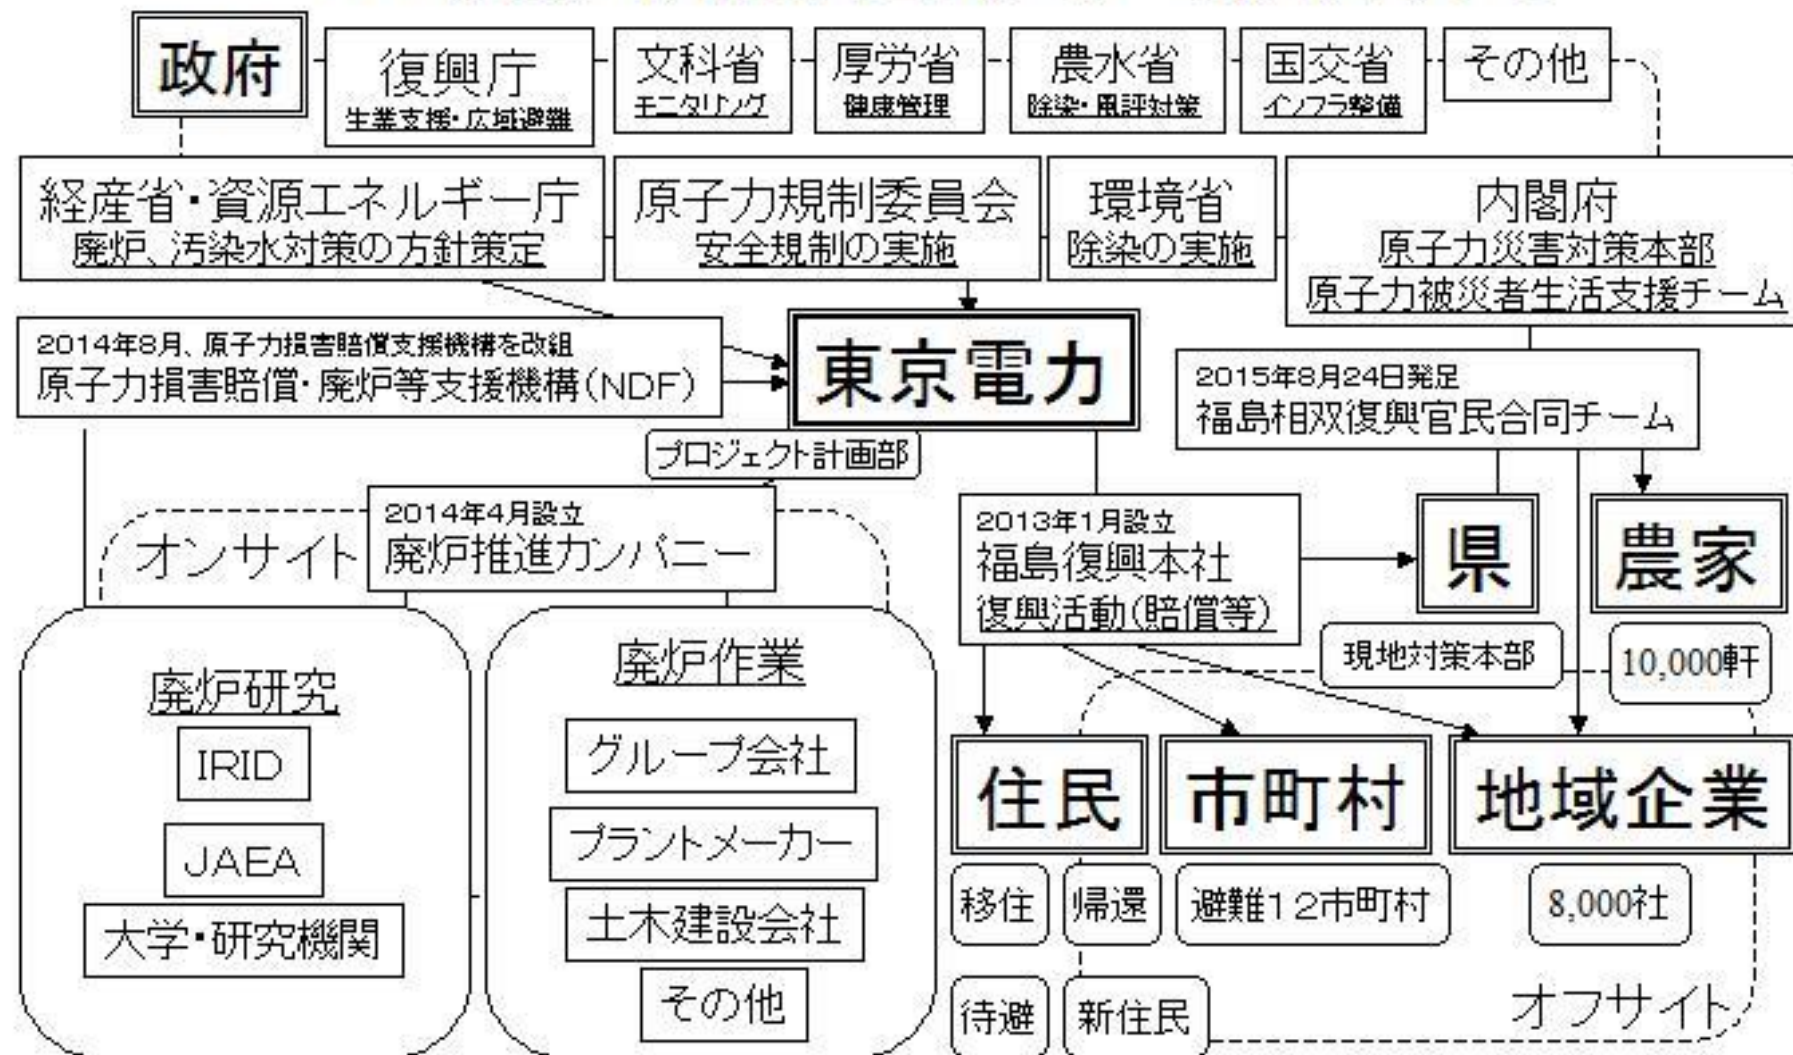 政府
復興庁
生業支援・広域避難
文科省
モニタリング
厚労省
健康管理
農水省
除染・風評対策
国交省
インフラ整備
その他
経産省・資源エネルギー庁
廃炉、汚染水対策の方針策定
原子力規制委員会
安全規制の実施
環境省
除染の実施
内閣府
原子力災害対策本部
原子力被災者生活支援チーム
2014年8月、原子力損害賠償支援機構を改組
原子力損害賠償・廃炉等支援機構(NDF)
東京電力
2015年8月24日発足
福島相双復興官民合同チーム
プロジェクト計画部
オンサイト
2014年4月設立
廃炉推進カンパニー
2013年1月設立
福島復興本社
復興活動(賠償等)
県
農家
現地対策本部
10,000軒
廃炉研究
IRID
JAEA
大学・研究機関
廃炉作業
グループ会社
プラントメーカー
土木建設会社
その他
住民
市町村
地域企業
移住
帰還
避難12市町村
8,000社
待避
新住民
オフサイト